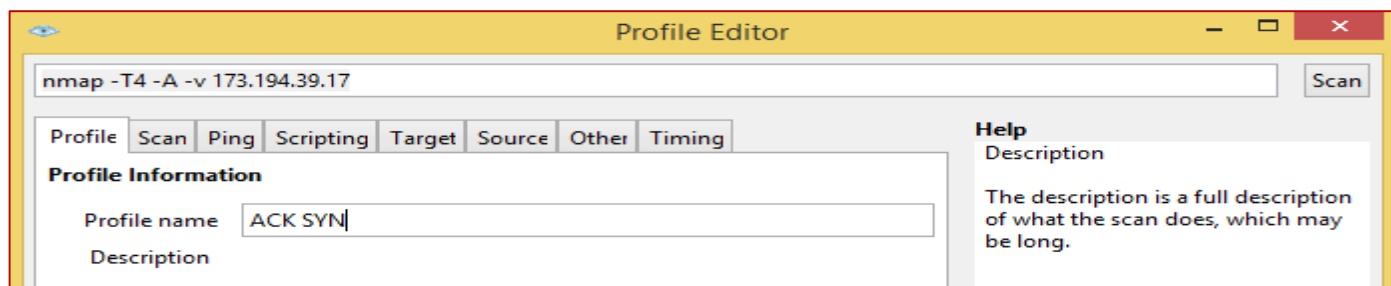 Profile Editor
nmap -T4 -A -v 173.194.39.17
Scan
Profile Scan Ping Scripting Target Source Other Timing
Profile Information
Profile name ACK SYN
Description
Help
Description
The description is a full description
of what the scan does, which may
be long.